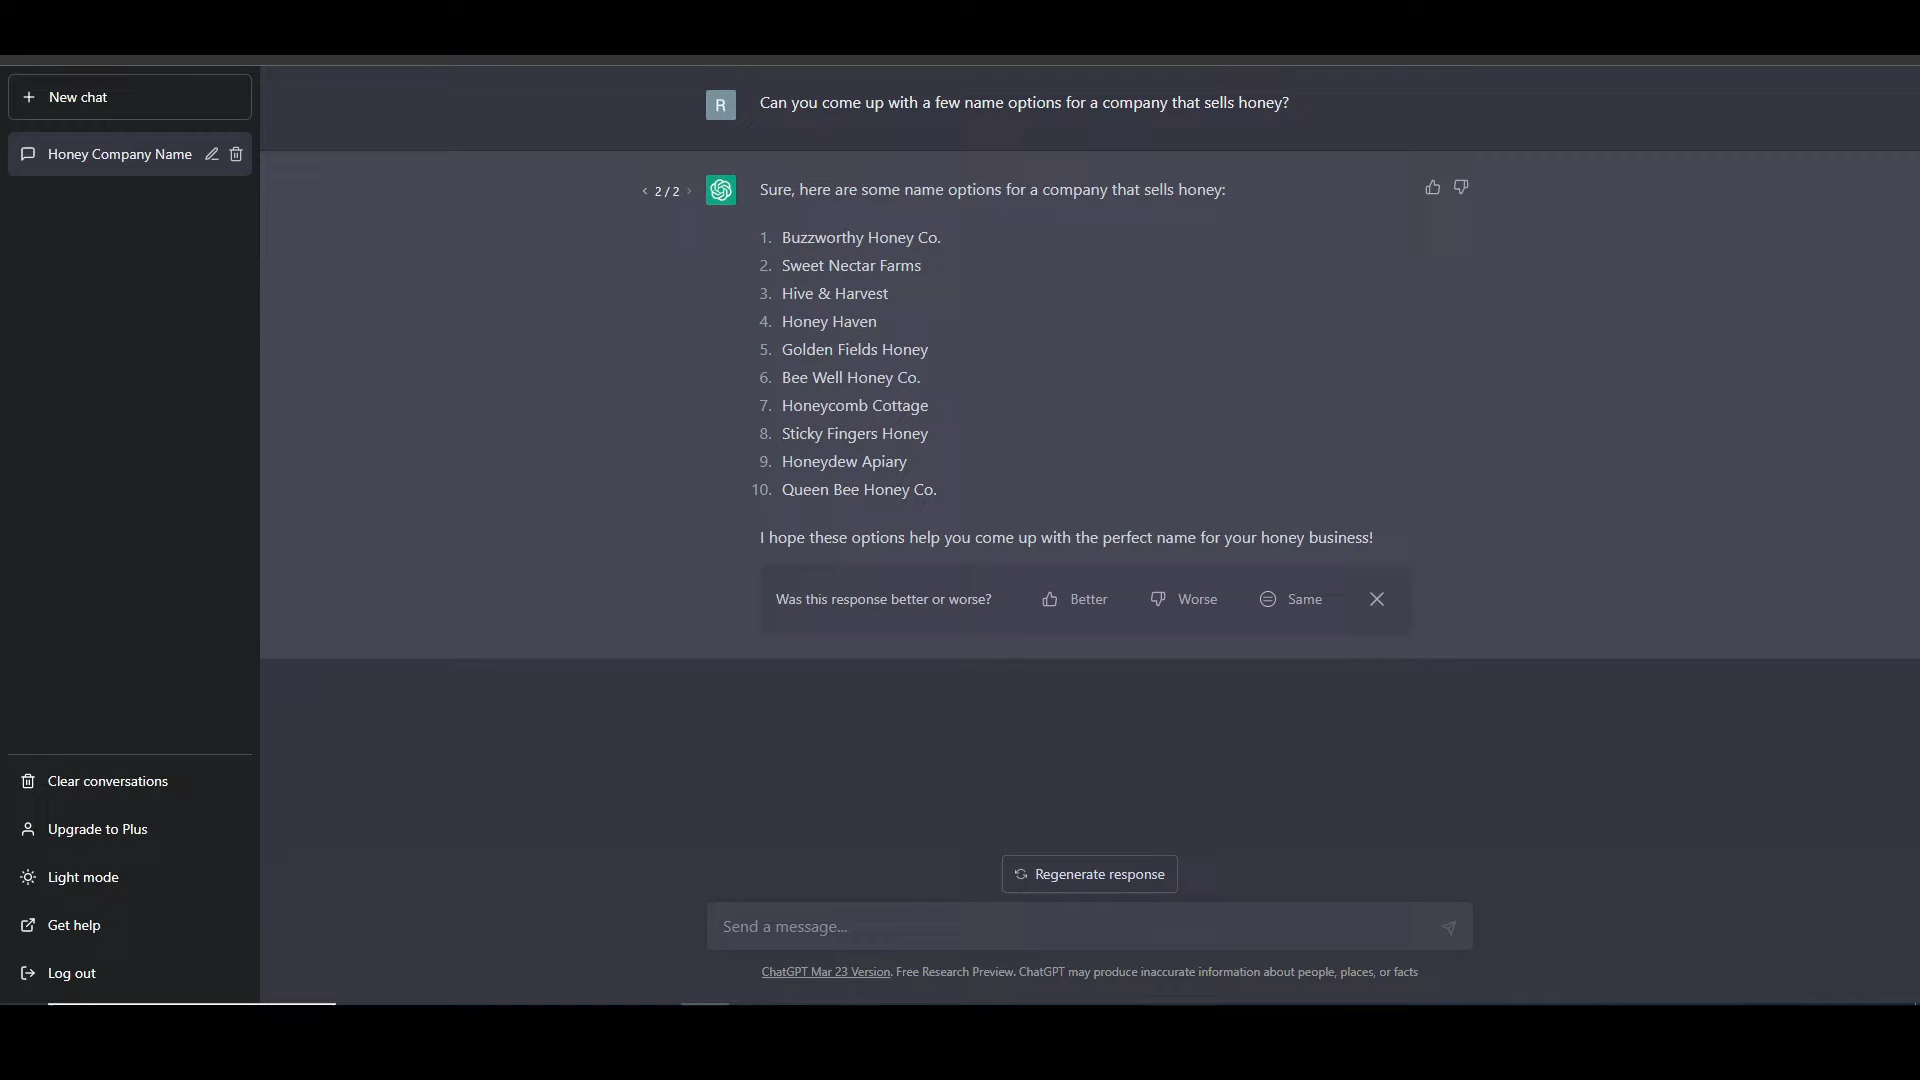 New chat
Honey Company Name
Clear conversations
Upgrade to Plus
Light mode
Get help
Log out
R
Can you come up with a few name options for a company that sells honey?
< 2 / 2 >
Sure, here are some name options for a company that sells honey:
1. Buzzworthy Honey Co.
2. Sweet Nectar Farms
3. Hive & Harvest
4. Honey Haven
5. Golden Fields Honey
6. Bee Well Honey Co.
7. Honeycomb Cottage
8. Sticky Fingers Honey
9. Honeydew Apiary
10. Queen Bee Honey Co.
I hope these options help you come up with the perfect name for your honey business!
Was this response better or worse? Better Worse Same
Regenerate response
Send a message...
ChatGPT Mar 23 Version. Free Research Preview. ChatGPT may produce inaccurate information about people, places, or facts